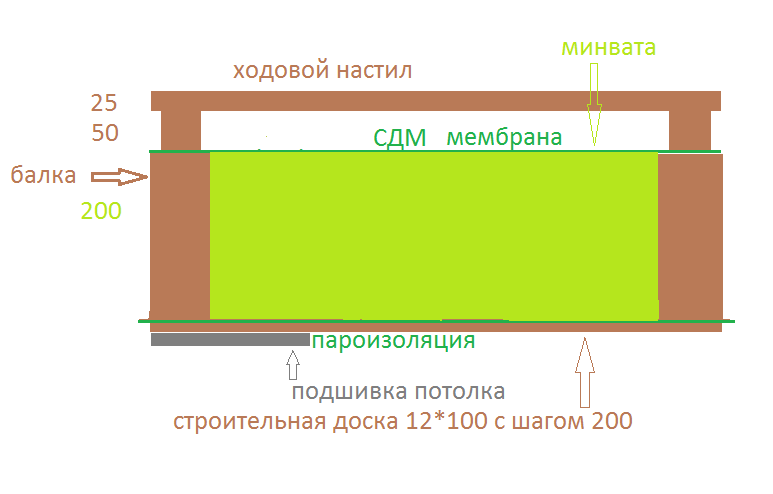 минвата
ходовой настил
25
50
СДМ мембрана
балка
200
пароизоляция
подшивка потолка
строительная доска 12*100 с шагом 200